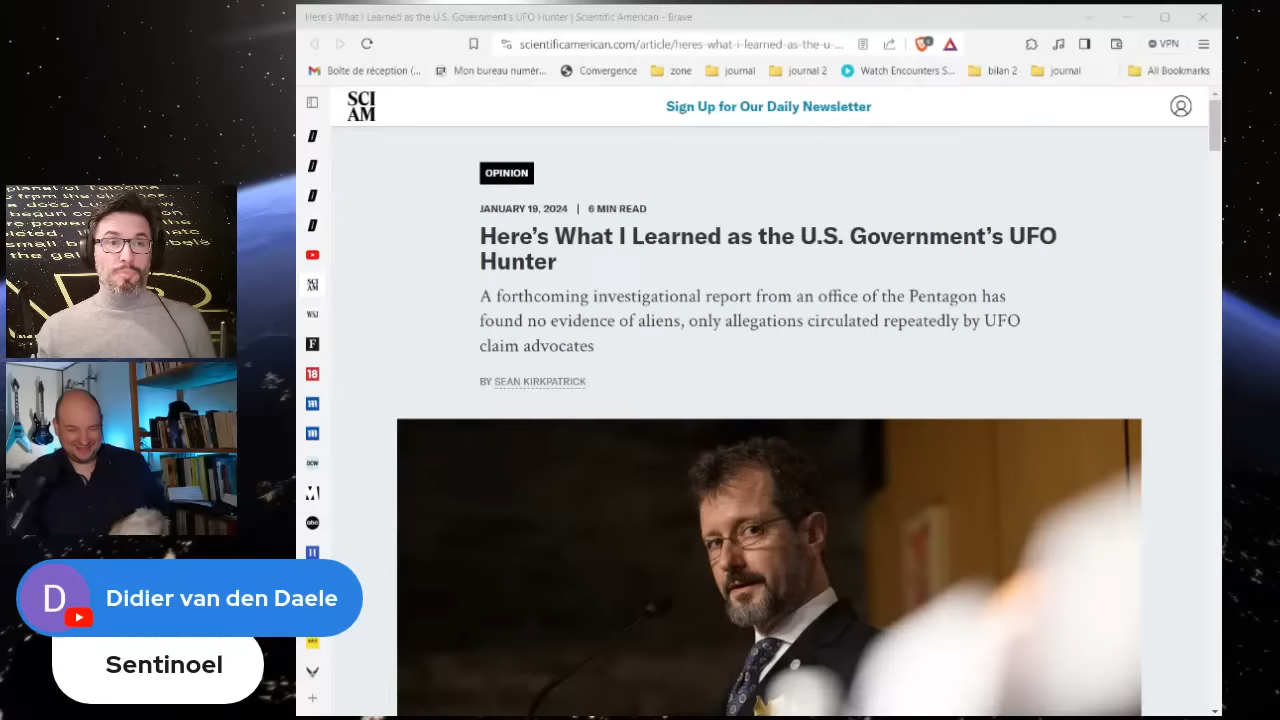 Here's What I Learned as the U.S. Government's UFO Hunter | Scientific American - Brave
scientificamerican.com/article/heres-what-i-learned-as-the-u-...
VPN
Boîte de réception (...
Mon bureau numér...
Convergence
zone
journal
journal 2
Watch Encounters S...
bilan 2
journal
All Bookmarks
SCI
AM
Sign Up for Our Daily Newsletter
OPINION
JANUARY 19, 2024 | 6 MIN READ
Here's What I Learned as the U.S. Government's UFO
Hunter
A forthcoming investigational report from an office of the Pentagon has
found no evidence of aliens, only allegations circulated repeatedly by UFO
claim advocates
BY SEAN KIRKPATRICK
D
Didier van den Daele
Sentinoel